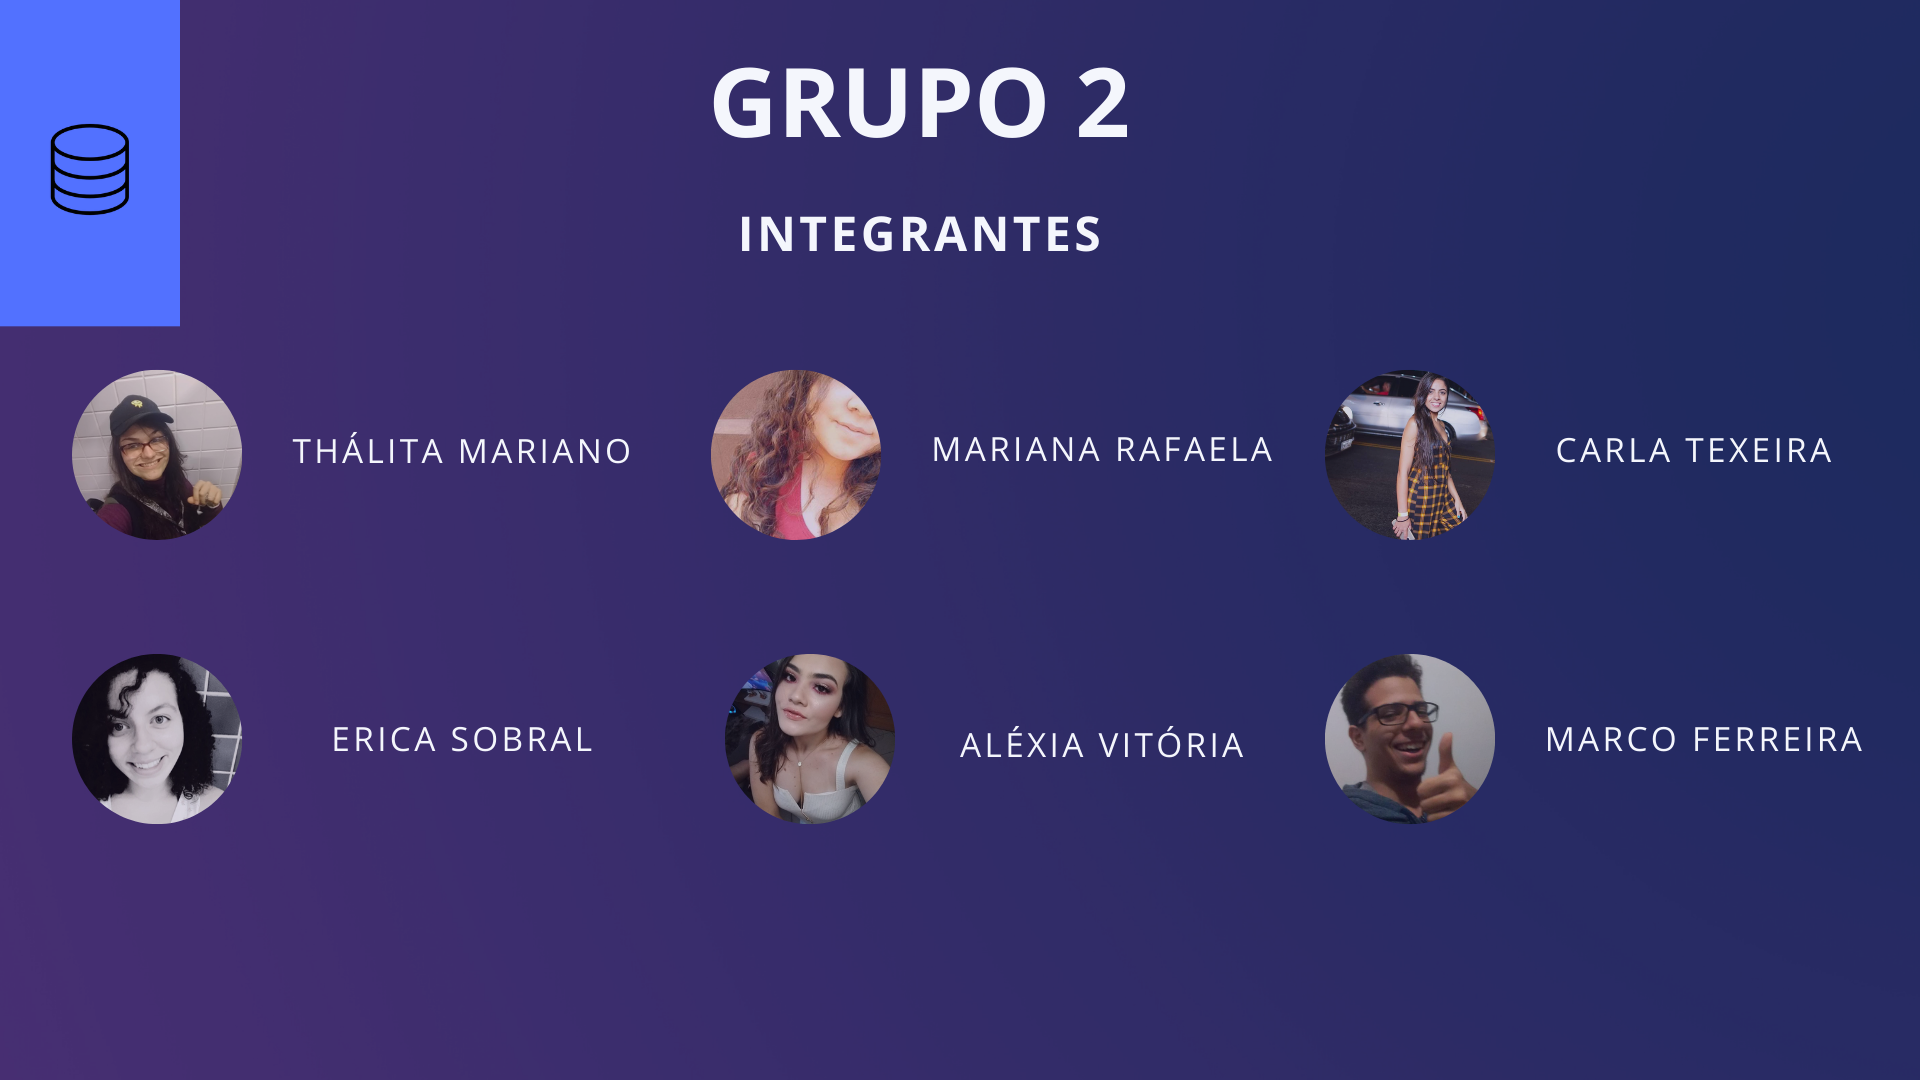 GRUPO 2
INTEGRANTES
THÁLITA MARIANO
MARIANA RAFAELA
CARLA TEXEIRA
ERICA SOBRAL
ALÉXIA VITÓRIA
MARCO FERREIRA